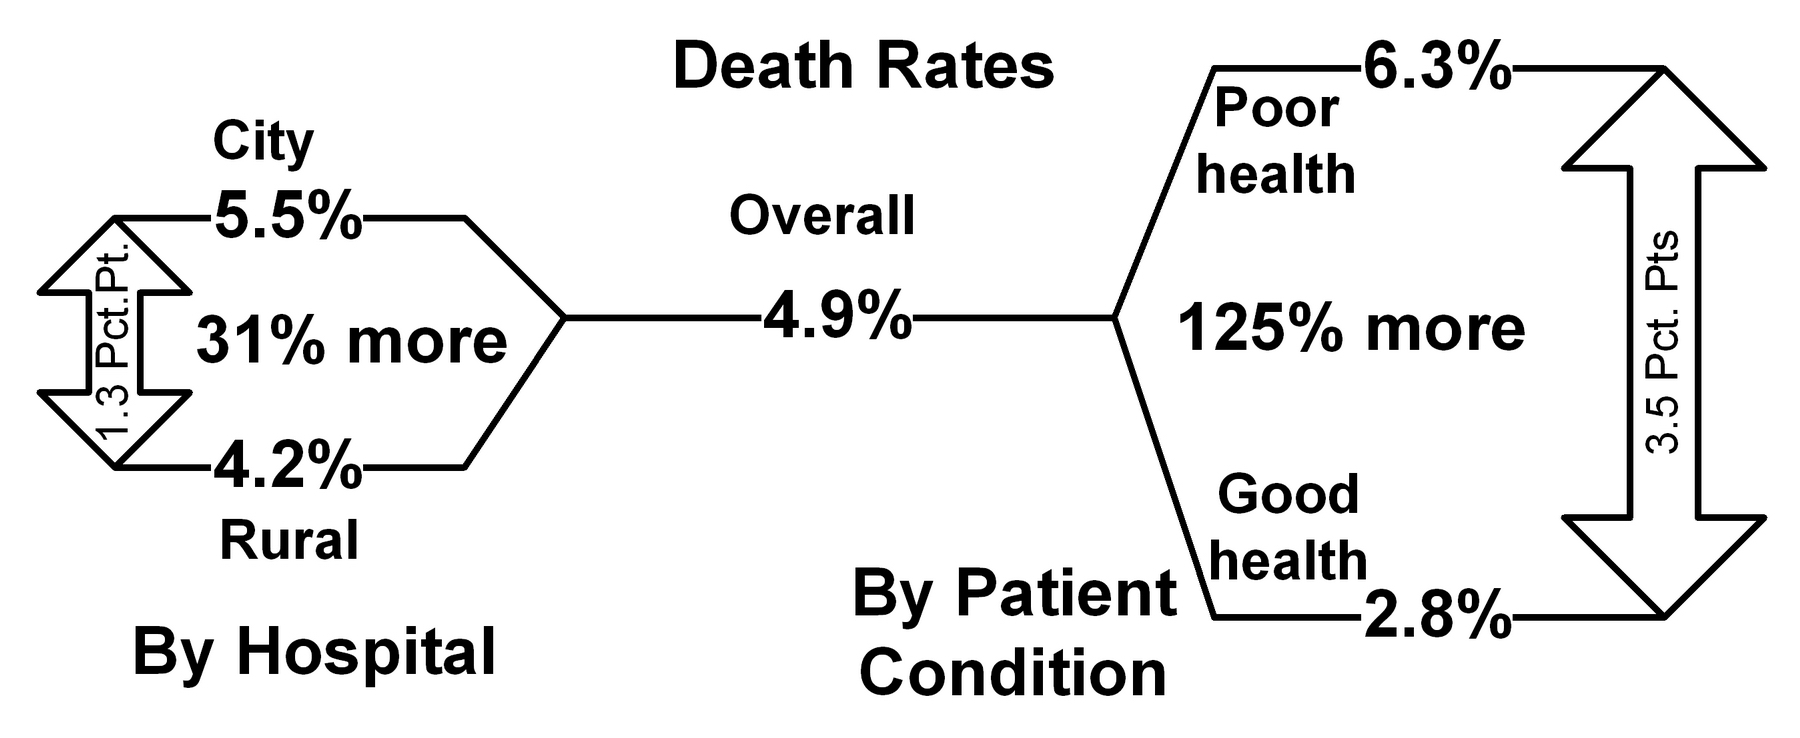 Death Rates
City
5.5%
1.3 Pct.Pt.
31% more
4.2%
Rural
By Hospital
Overall
4.9%
6.3%
Poor
health
125% more
3.5 Pct. Pts
Good
health
2.8%
By Patient
Condition